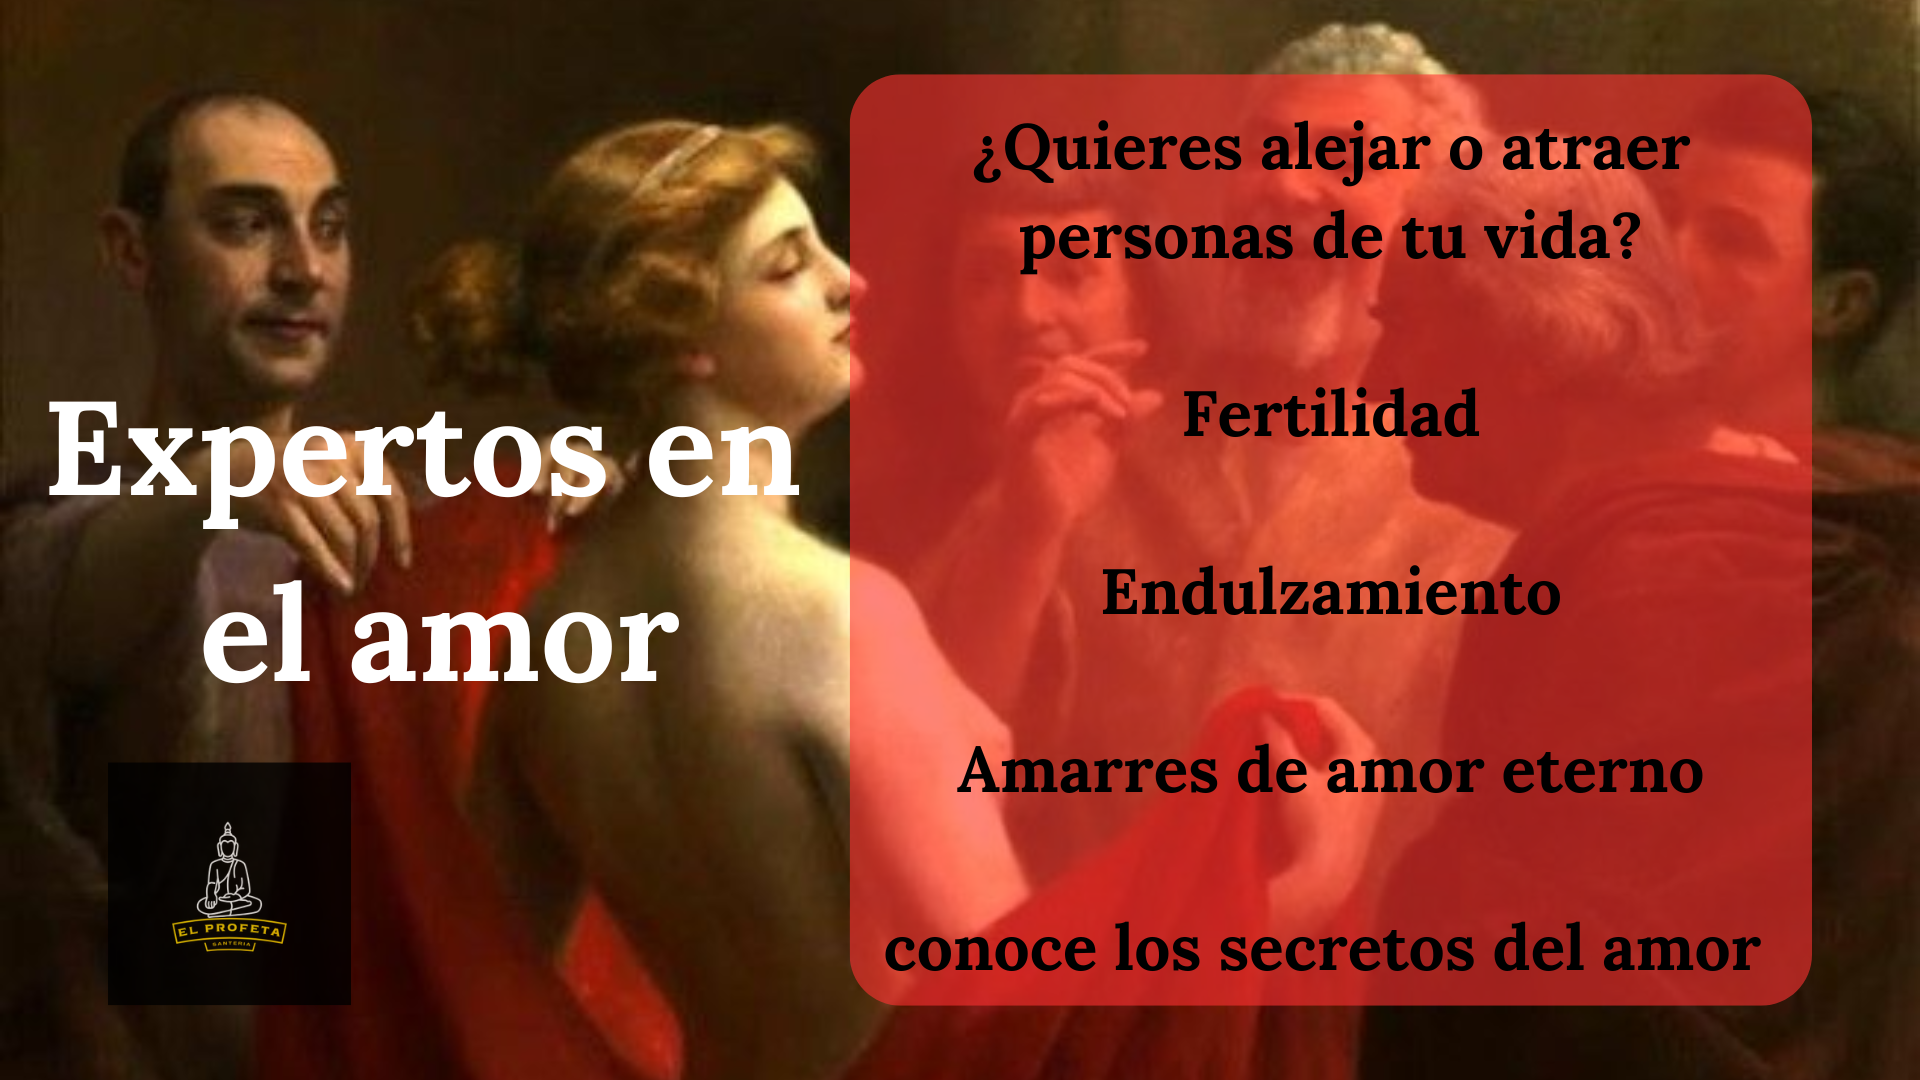 Expertos en
el amor
EL PROFETA
SANTERIA
¿Quieres alejar o atraer
personas de tu vida?
Fertilidad
Endulzamiento
Amarres de amor eterno
conoce los secretos del amor